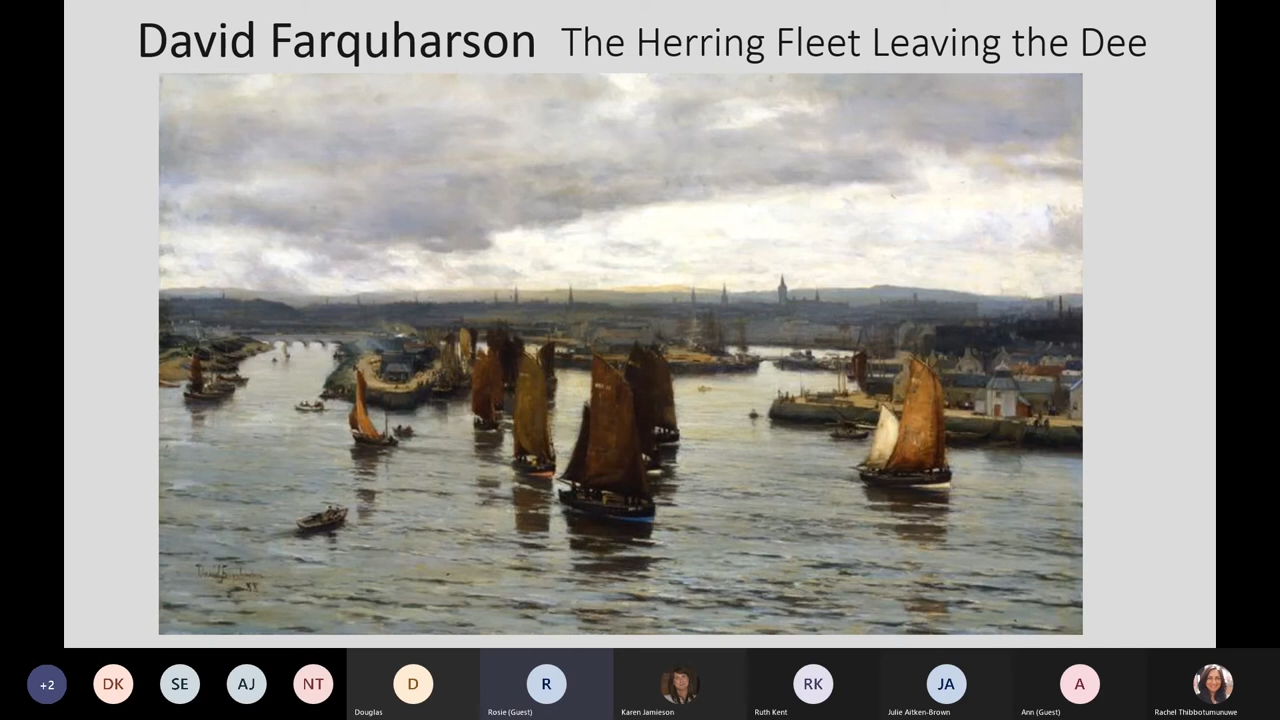 David Farquharson The Herring Fleet Leaving the Dee
+2
DK
SE
AJ
NT
D
R
RK
JA
A
Douglas
Rosie (Guest)
Karen Jamieson
Ruth Kent
Julie Aitken-Brown
Ann (Guest)
Rachel Thibbotumunuwe